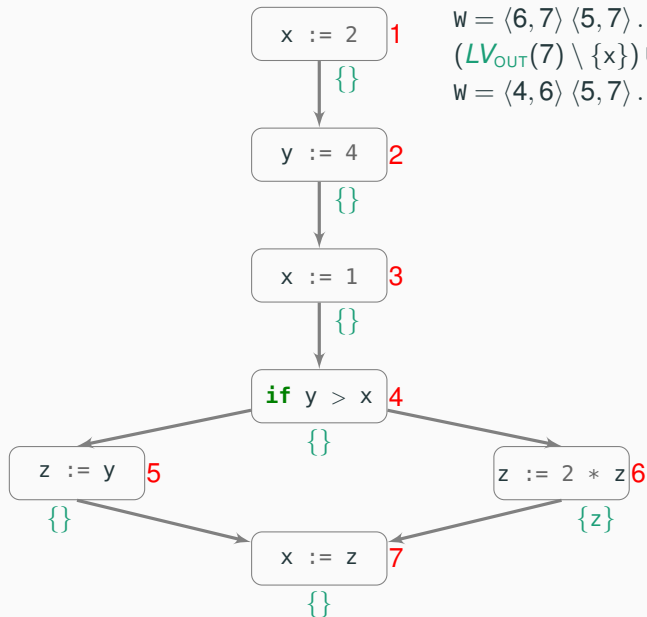 x := 2 1
W = ⟨6, 7⟩ ⟨5, 7⟩ .
{}
(LV_OUT(7) \ {x})
W = ⟨4, 6⟩ ⟨5, 7⟩ .
y := 4 2
{}
x := 1 3
{}
if y > x 4
{}
z := y 5
z := 2 * z 6
{}
{z}
x := z 7
{}